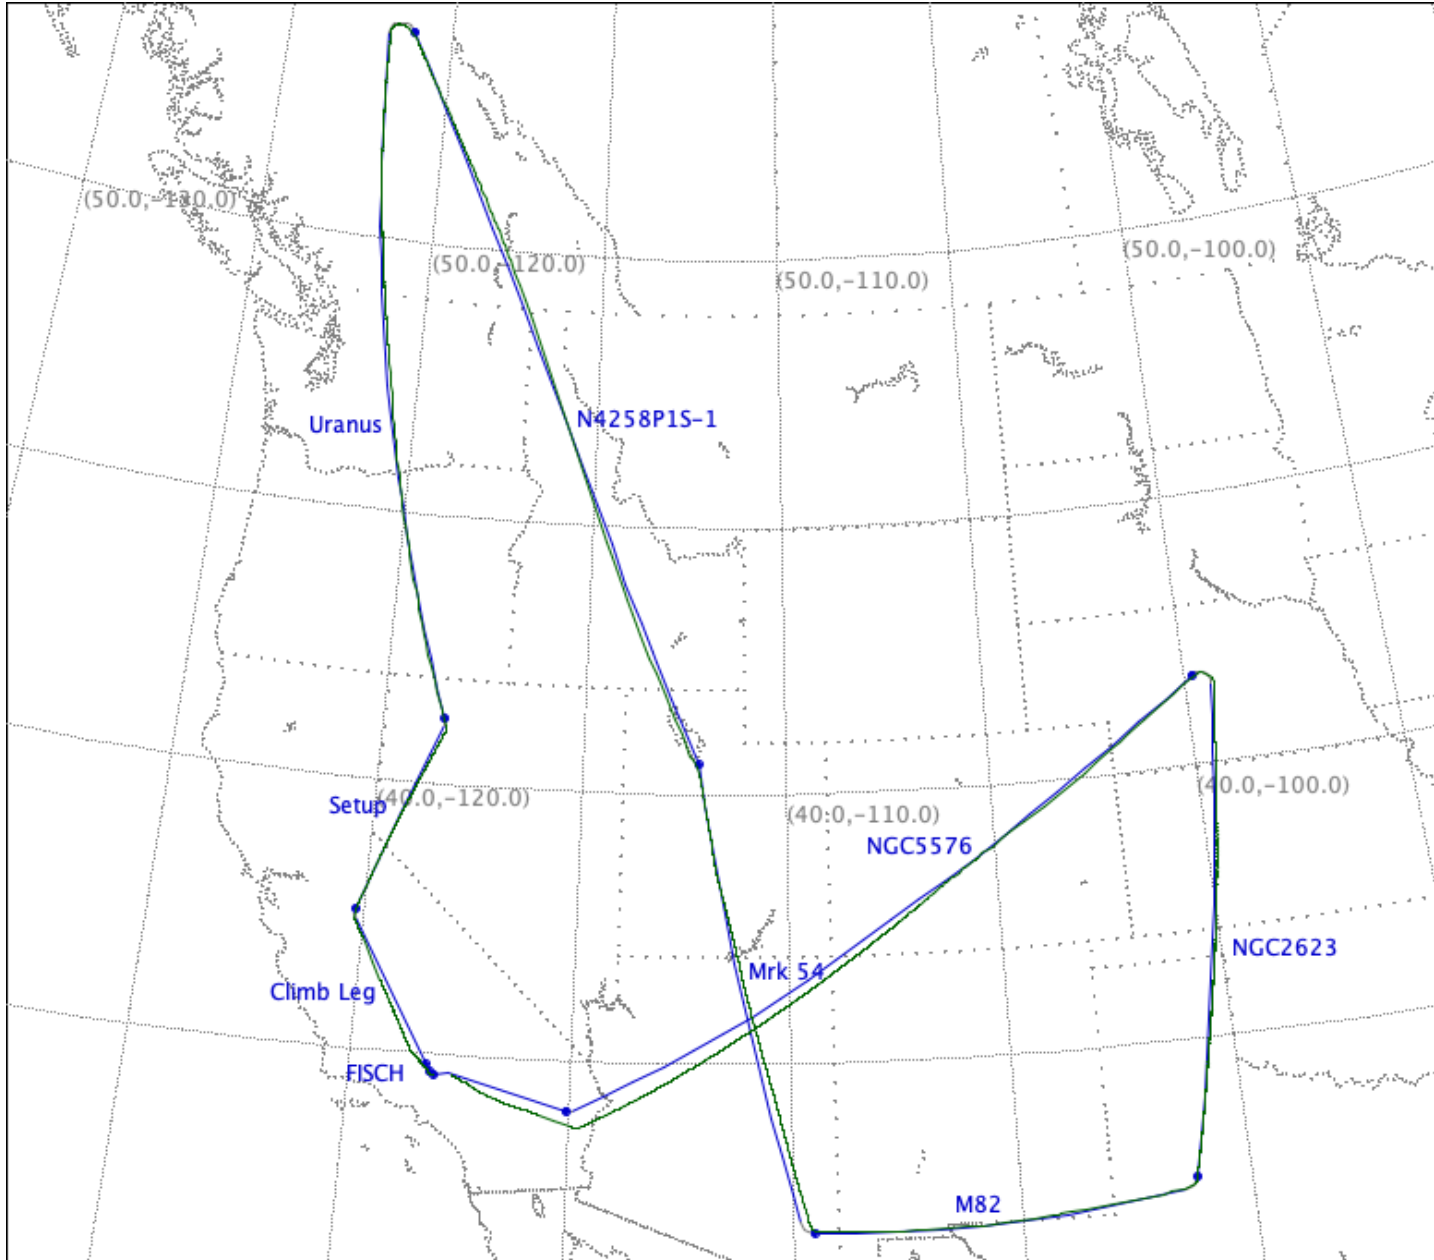 (50.0,-130.0)
(50.0,-120.0)
(50.0,-110.0)
(50.0,-100.0)
Uranus
N4258P1S-1
Setup
(40.0,-120.0)
(40.0,-110.0)
(40.0,-100.0)
NGC5576
NGC2623
Mrk 54
Climb Leg
FISCH
M82